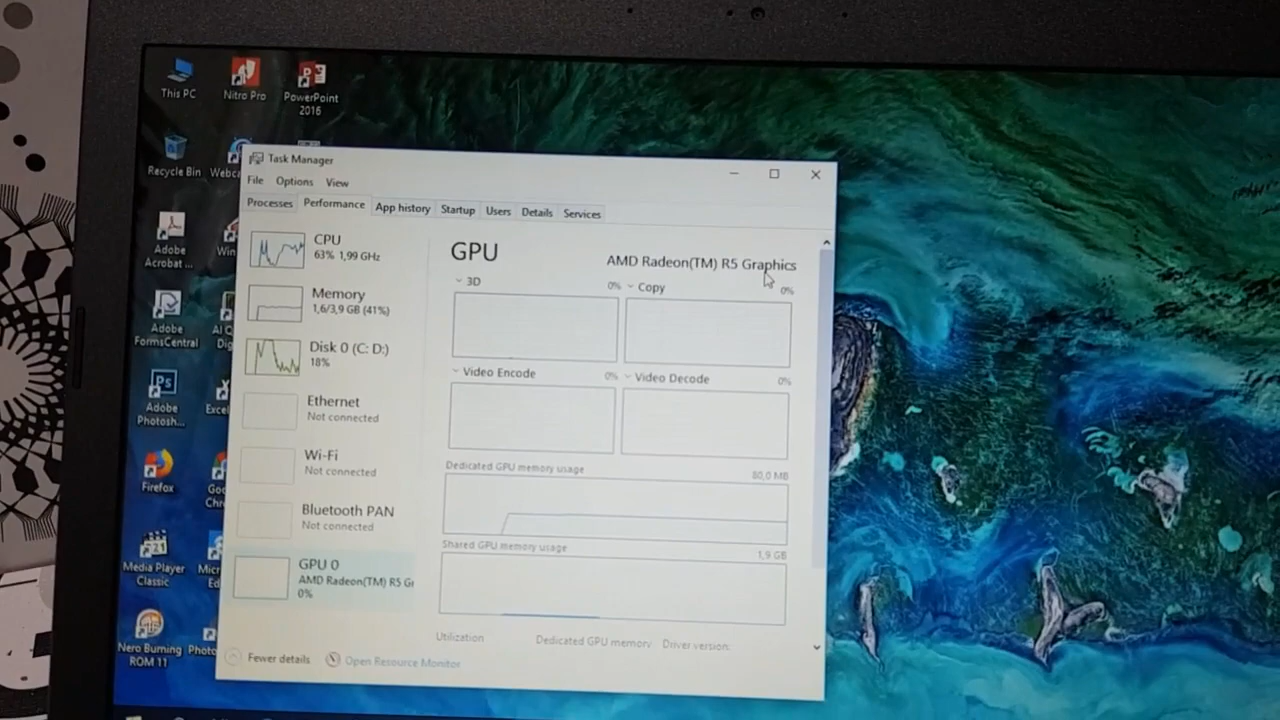 This PC
Nitro Pro
PowerPoint
2016
Recycle Bin
Adobe
Acrobat ...
Adobe
FormsCentral
Adobe
Photosh...
Firefox
Media Player
Classic
Nero Burning
ROM 11
Task Manager
File Options View
Processes Performance App history Startup Users Details Services
CPU
63% 1,99 GHz
Memory
1,6/3,9 GB (41%)
Disk 0 (C: D:)
18%
Ethernet
Not connected
Wi-Fi
Not connected
Bluetooth PAN
Not connected
GPU 0
AMD Radeon(TM) R5 Gr
0%
GPU
AMD Radeon(TM) R5 Graphics
3D 0% Copy 0%
Video Encode 0% Video Decode 0%
Dedicated GPU memory usage 80,0 MB
Shared GPU memory usage 1,9 GB
Utilization Dedicated GPU memory Driver version:
Fewer details Open Resource Monitor